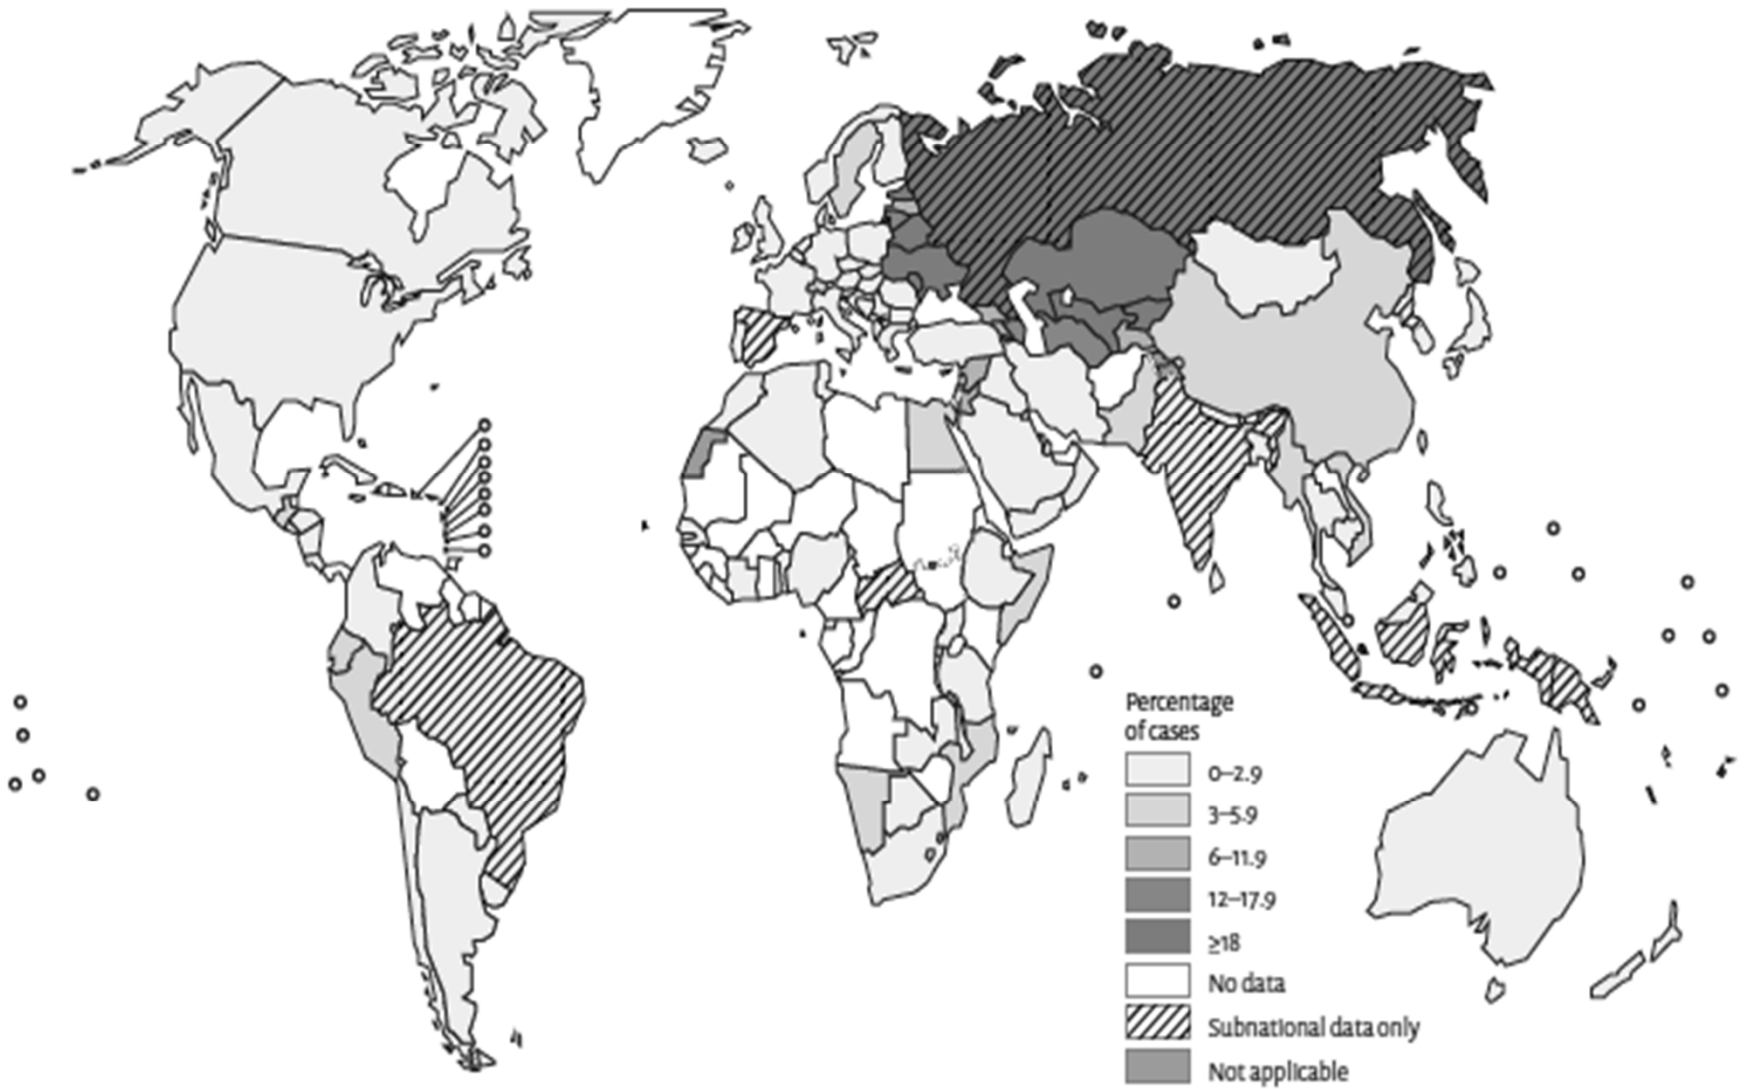 Percentage
of cases
0–2.9
3–5.9
6–11.9
12–17.9
≥18
No data
Subnational data only
Not applicable